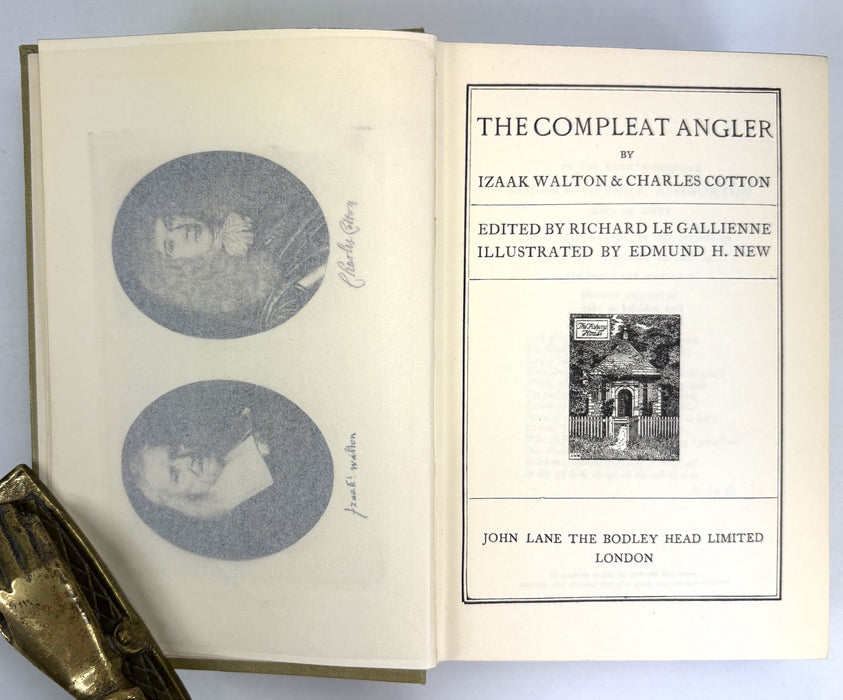 Charles Cotton
Izaak Walton
THE COMPLEAT ANGLER
BY
IZAAK WALTON & CHARLES COTTON
EDITED BY RICHARD LE GALLIENNE
ILLUSTRATED BY EDMUND H. NEW
The Fishing
House
JOHN LANE THE BODLEY HEAD LIMITED
LONDON